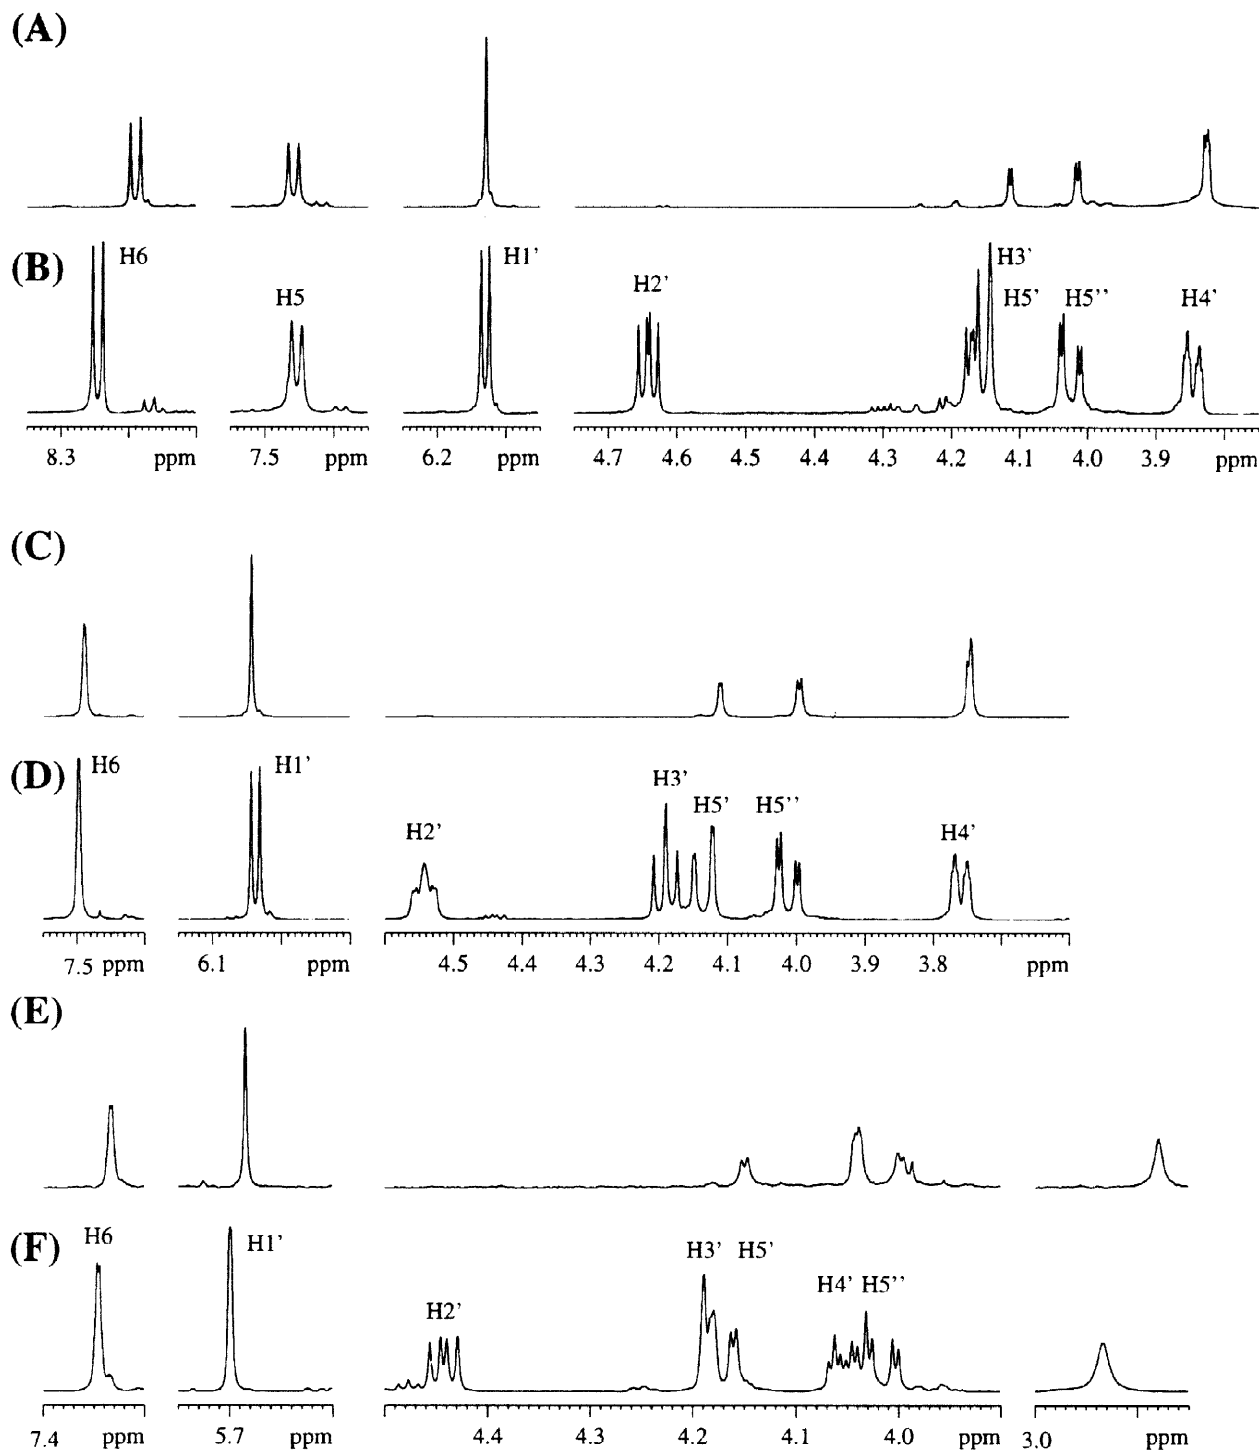 (A)
(B)
H6
H5
H1’
H2’
H3’
H5’
H5’’
H4’
8.3 ppm 7.5 ppm 6.2 ppm 4.7 4.6 4.5 4.4 4.3 4.2 4.1 4.0 3.9 ppm
(C)
(D)
H6
H1’
H2’
H3’
H5’
H5’’
H4’
7.5 ppm 6.1 ppm 4.5 4.4 4.3 4.2 4.1 4.0 3.9 3.8 ppm
(E)
(F)
H6
H1’
H2’
H3’ H5’
H4’ H5’’
7.4 ppm 5.7 ppm 4.4 4.3 4.2 4.1 4.0 ppm 3.0 ppm